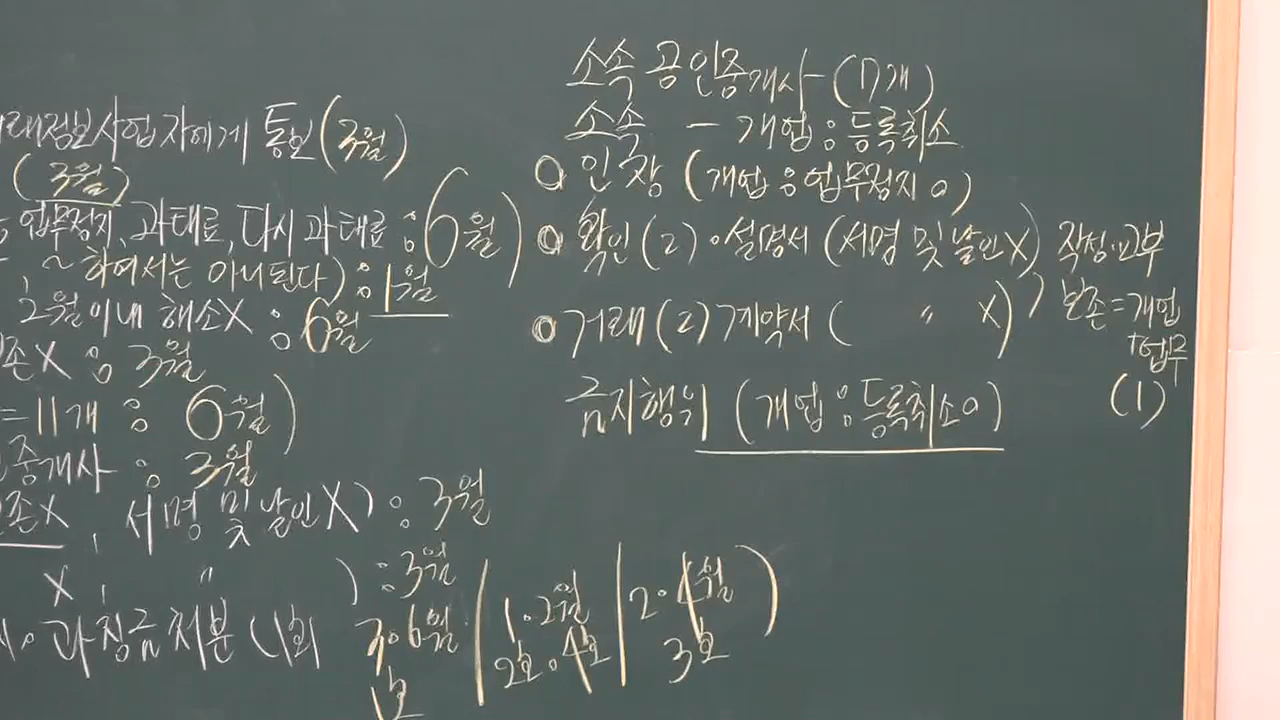 래정보사업자에게 통보(3월)
(3월)
업무정지, 과태료, 다시 과태료 : 6월)
, ~하여서는 아니된다) : 1월
2월이내 해소X : 6월
존X : 3월
=11개 : 6월)
중개사 : 3월
존X, 서명 및 날인X) : 3월
X, 〃 ) : 3월
과징금처분 (1회 3·6월 | 1·2월 | 2·4월 )
1호 2호·4호 3호
소속공인중개사-(7개)
소속 - 개업:등록취소
o 인장 (개업:업무정지o)
o 확인(2)·설명서 (서명 및 날인X) 작성:교부
o 거래(2)계약서 ( 〃 X) ) 보존=개업
+업무
금지행위 (개업:등록취소o) (1)